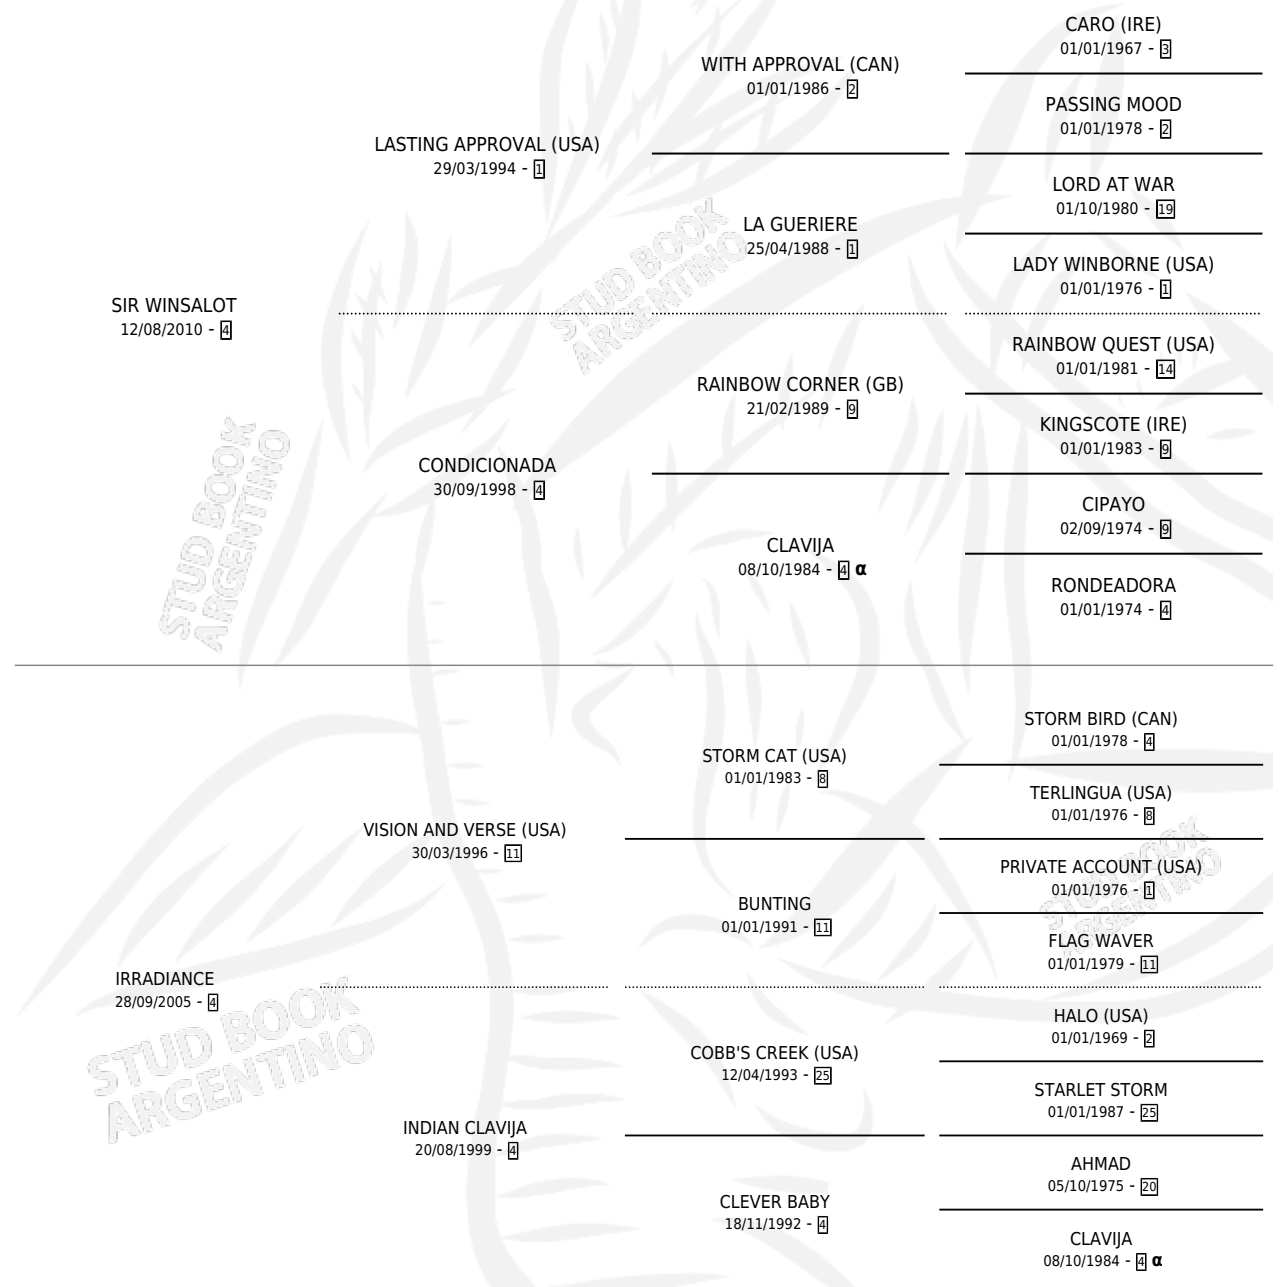 CARO (IRE)
01/01/1967 - 3
WITH APPROVAL (CAN)
01/01/1986 - 2
PASSING MOOD
01/01/1978 - 2
LASTING APPROVAL (USA)
29/03/1994 - 1
LORD AT WAR
01/10/1980 - 19
LA GUERIERE
25/04/1988 - 1
LADY WINBORNE (USA)
01/01/1976 - 1
SIR WINSALOT
12/08/2010 - 4
RAINBOW QUEST (USA)
01/01/1981 - 14
RAINBOW CORNER (GB)
21/02/1989 - 9
KINGSCOTE (IRE)
01/01/1983 - 9
CONDICIONADA
30/09/1998 - 4
CIPAYO
02/09/1974 - 9
CLAVIJA
08/10/1984 - 4 α
RONDEADORA
01/01/1974 - 4
STORM BIRD (CAN)
01/01/1978 - 4
STORM CAT (USA)
01/01/1983 - 8
TERLINGUA (USA)
01/01/1976 - 8
VISION AND VERSE (USA)
30/03/1996 - 11
PRIVATE ACCOUNT (USA)
01/01/1976 - 1
BUNTING
01/01/1991 - 11
FLAG WAVER
01/01/1979 - 11
IRRADIANCE
28/09/2005 - 4
HALO (USA)
01/01/1969 - 2
COBB'S CREEK (USA)
12/04/1993 - 25
STARLET STORM
01/01/1987 - 25
INDIAN CLAVIJA
20/08/1999 - 4
AHMAD
05/10/1975 - 20
CLEVER BABY
18/11/1992 - 4
CLAVIJA
08/10/1984 - 4 α
STUD BOOK
ARGENTINO
STUD BOOK
ARGENTINO
STUD BOOK
ARGENTINO
STUD BOOK
ARGENTINO